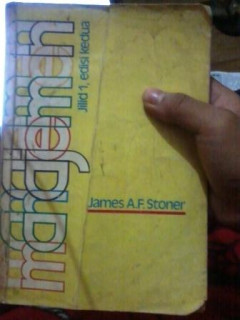 manajemen
Jilid 1, edisi kedua
James A.F. Stoner